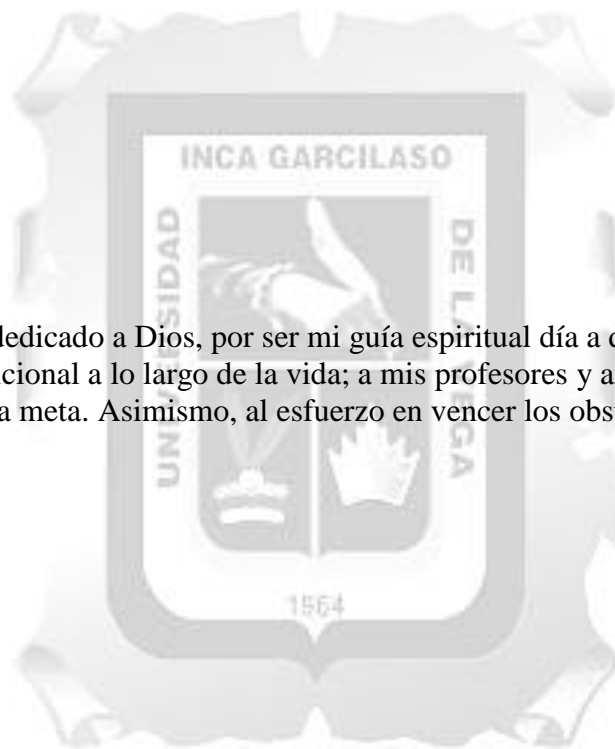 INCA GARCILASO
UNIVERSIDAD
DE LA VEGA
dedicado a Dios, por ser mi guía espiritual día a
cional a lo largo de la vida; a mis profesores y a
a meta. Asimismo, al esfuerzo en vencer los obs
1964